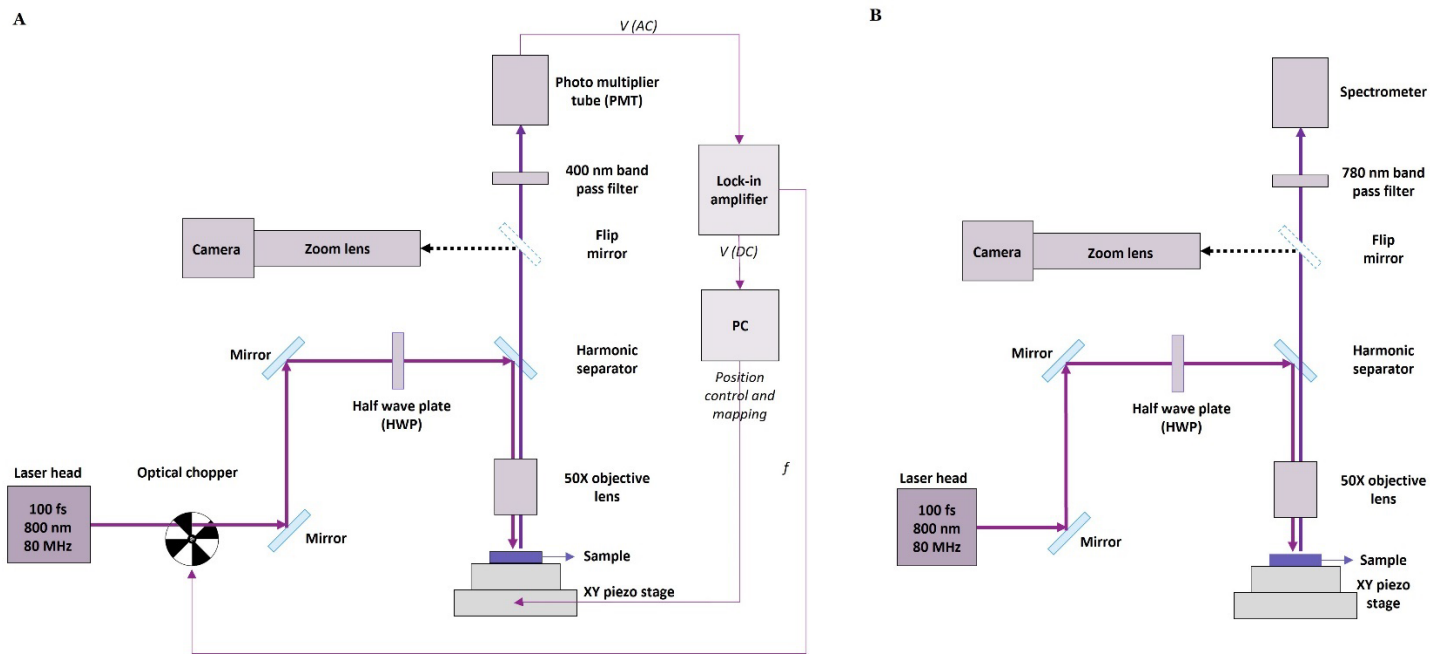 A
V (AC)
Photo multiplier
tube (PMT)
400 nm band
pass filter
Lock-in
amplifier
Camera
Zoom lens
Flip
mirror
V (DC)
PC
Mirror
Harmonic
separator
Half wave plate
(HWP)
Position
control and
mapping
f
Laser head
Optical chopper
50X objective
lens
100 fs
800 nm
80 MHz
Mirror
Sample
XY piezo stage
B
Spectrometer
780 nm band
pass filter
Camera
Zoom lens
Flip
mirror
Mirror
Harmonic
separator
Half wave plate
(HWP)
Laser head
50X objective
lens
100 fs
800 nm
80 MHz
Mirror
Sample
XY piezo
stage